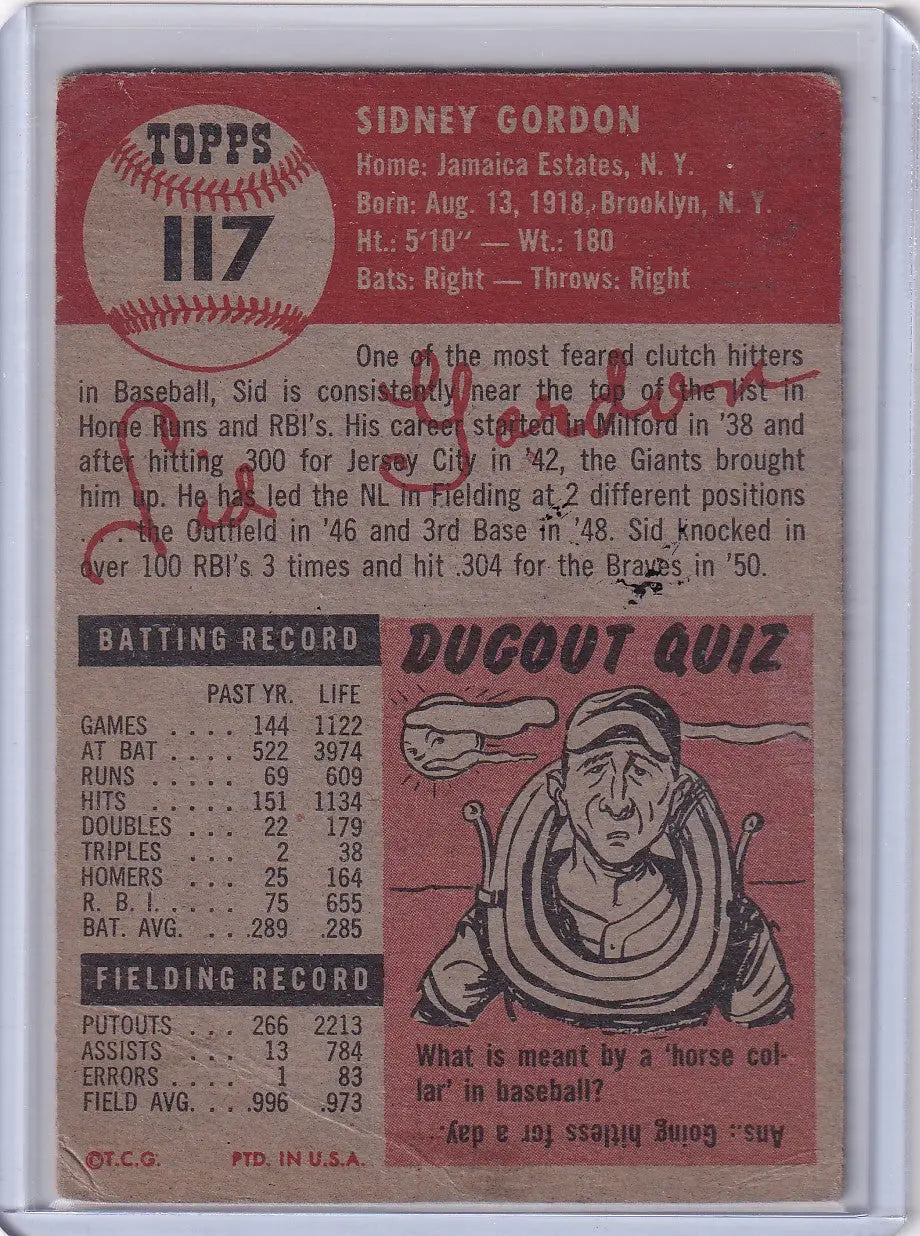 TOPPS
117
SIDNEY GORDON
Home: Jamaica Estates, N. Y.
Born: Aug. 13, 1918, Brooklyn, N. Y.
Ht.: 5'10" — Wt.: 180
Bats: Right — Throws: Right
One of the most feared clutch hitters
in Baseball, Sid is consistently near the top of the list in
Home Runs and RBI's. His career started in Milford in '38 and
after hitting .300 for Jersey City in '42, the Giants brought
him up. He has led the NL in Fielding at 2 different positions
. . . the Outfield in '46 and 3rd Base in '48. Sid knocked in
over 100 RBI's 3 times and hit .304 for the Braves in '50.
Sid Gordon
BATTING RECORD
PAST YR. LIFE
GAMES . . . . 144 1122
AT BAT . . . . 522 3974
RUNS . . . . . 69 609
HITS . . . . . 151 1134
DOUBLES . . . 22 179
TRIPLES . . . 2 38
HOMERS . . . 25 164
R. B. I. . . . . 75 655
BAT. AVG. . . .289 .285
FIELDING RECORD
PUTOUTS . . . 266 2213
ASSISTS . . . 13 784
ERRORS . . . . 1 83
FIELD AVG. . . .996 .973
©T.C.G. PTD. IN U.S.A.
DUGOUT QUIZ
What is meant by a 'horse col-
lar' in baseball?
Ans.: Going hitless for a day.